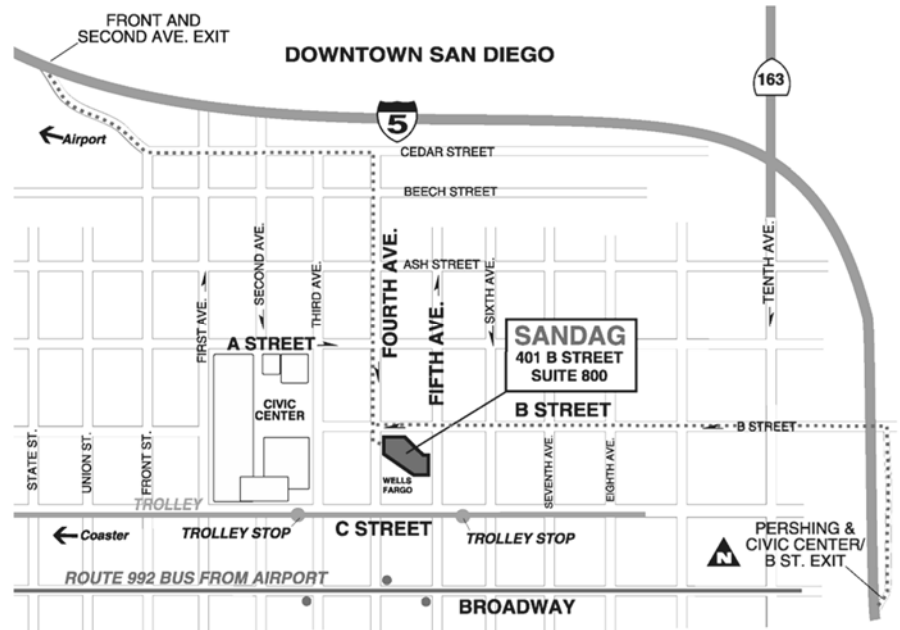 FRONT AND
SECOND AVE. EXIT
DOWNTOWN SAN DIEGO
163
5
Airport
CEDAR STREET
BEECH STREET
ASH STREET
FIRST AVE.
SECOND AVE.
THIRD AVE.
FOURTH AVE.
FIFTH AVE.
SIXTH AVE.
TENTH AVE.
A STREET
SANDAG
401 B STREET
SUITE 800
CIVIC
CENTER
B STREET
B STREET
STATE ST.
UNION ST.
FRONT ST.
SEVENTH AVE.
EIGHTH AVE.
WELLS
FARGO
TROLLEY
TROLLEY STOP
C STREET
TROLLEY STOP
Coaster
PERSHING &
CIVIC CENTER/
B ST. EXIT
N
ROUTE 992 BUS FROM AIRPORT
BROADWAY